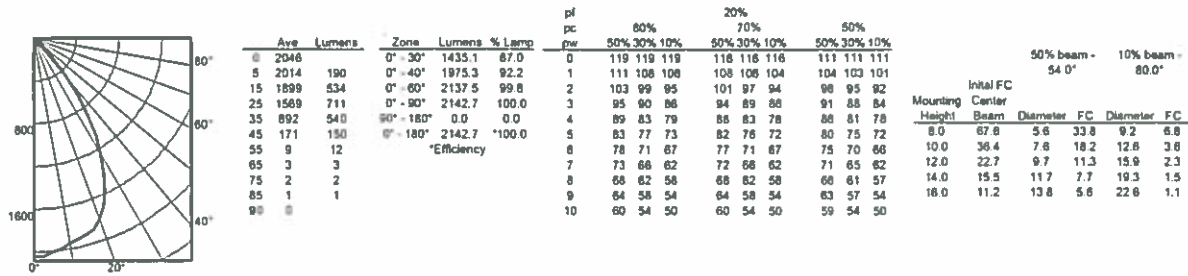 80°
60°
40°
20°
0°
800
1600
Ave Lumens
0 2046
5 2014 190
15 1899 534
25 1569 711
35 892 540
45 171 150
55 9 12
65 3 3
75 2 2
85 1 1
90 0
Zone Lumens % Lamp
0° - 30° 1435.1 67.0
0° - 40° 1975.3 92.2
0° - 60° 2137.5 99.8
0° - 90° 2142.7 100.0
90° - 180° 0.0 0.0
0° - 180° 2142.7 *100.0
*Efficiency
pf 20%
pc 80% 70% 50%
pw 50% 30% 10% 50% 30% 10% 50% 30% 10%
0 119 119 119 116 116 116 111 111 111
1 111 108 106 108 106 104 104 103 101
2 103 99 95 101 97 94 98 95 92
3 95 90 86 94 89 86 91 88 84
4 89 83 79 88 83 78 86 81 78
5 83 77 73 82 76 72 80 75 72
6 78 71 67 77 71 67 75 70 66
7 73 66 62 72 66 62 71 65 62
8 68 62 58 68 62 58 66 61 57
9 64 58 54 64 58 54 63 57 54
10 60 54 50 60 54 50 59 54 50
50% beam - 10% beam -
54.0° 80.0°
Inital FC
Mounting Center
Height Beam Diameter FC Diameter FC
8.0 67.6 5.6 33.8 9.2 6.8
10.0 36.4 7.6 18.2 12.6 3.6
12.0 22.7 9.7 11.3 15.9 2.3
14.0 15.5 11.7 7.7 19.3 1.5
16.0 11.2 13.8 5.6 22.6 1.1